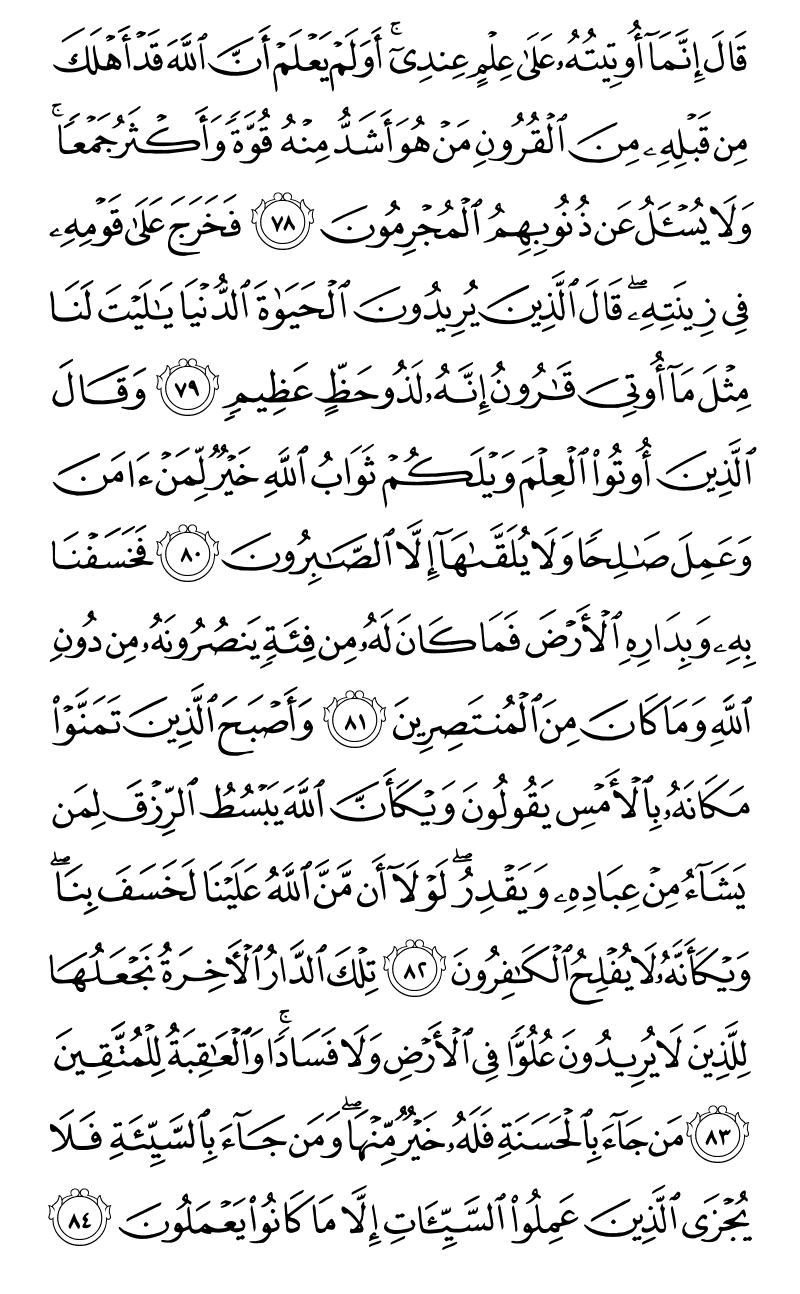 قَالَ إِنَّمَآ أُوتِيتُهُۥ عَلَىٰ عِلْمٍ عِندِىٓ ۚ أَوَلَمْ يَعْلَمْ أَنَّ ٱللَّهَ قَدْ أَهْلَكَ
مِن قَبْلِهِۦ مِنَ ٱلْقُرُونِ مَنْ هُوَ أَشَدُّ مِنْهُ قُوَّةً وَأَكْثَرُ جَمْعًا ۚ
وَلَا يُسْـَٔلُ عَن ذُنُوبِهِمُ ٱلْمُجْرِمُونَ ٧٨ فَخَرَجَ عَلَىٰ قَوْمِهِۦ
فِى زِينَتِهِۦ ۖ قَالَ ٱلَّذِينَ يُرِيدُونَ ٱلْحَيَوٰةَ ٱلدُّنْيَا يَـٰلَيْتَ لَنَا
مِثْلَ مَآ أُوتِىَ قَـٰرُونُ إِنَّهُۥ لَذُو حَظٍّ عَظِيمٍ ٧٩ وَقَالَ
ٱلَّذِينَ أُوتُوا۟ ٱلْعِلْمَ وَيْلَكُمْ ثَوَابُ ٱللَّهِ خَيْرٌ لِّمَنْ ءَامَنَ
وَعَمِلَ صَـٰلِحًا وَلَا يُلَقَّىٰهَآ إِلَّا ٱلصَّـٰبِرُونَ ٨٠ فَخَسَفْنَا
بِهِۦ وَبِدَارِهِ ٱلْأَرْضَ فَمَا كَانَ لَهُۥ مِن فِئَةٍ يَنصُرُونَهُۥ مِن دُونِ
ٱللَّهِ وَمَا كَانَ مِنَ ٱلْمُنتَصِرِينَ ٨١ وَأَصْبَحَ ٱلَّذِينَ تَمَنَّوْا۟
مَكَانَهُۥ بِٱلْأَمْسِ يَقُولُونَ وَيْكَأَنَّ ٱللَّهَ يَبْسُطُ ٱلرِّزْقَ لِمَن
يَشَآءُ مِنْ عِبَادِهِۦ وَيَقْدِرُ ۖ لَوْلَآ أَن مَّنَّ ٱللَّهُ عَلَيْنَا لَخَسَفَ بِنَا ۖ
وَيْكَأَنَّهُۥ لَا يُفْلِحُ ٱلْكَـٰفِرُونَ ٨٢ تِلْكَ ٱلدَّارُ ٱلْـَٔاخِرَةُ نَجْعَلُهَا
لِلَّذِينَ لَا يُرِيدُونَ عُلُوًّا فِى ٱلْأَرْضِ وَلَا فَسَادًا ۚ وَٱلْعَـٰقِبَةُ لِلْمُتَّقِينَ
٨٣ مَن جَآءَ بِٱلْحَسَنَةِ فَلَهُۥ خَيْرٌ مِّنْهَا ۖ وَمَن جَآءَ بِٱلسَّيِّئَةِ فَلَا
يُجْزَى ٱلَّذِينَ عَمِلُوا۟ ٱلسَّيِّـَٔاتِ إِلَّا مَا كَانُوا۟ يَعْمَلُونَ ٨٤